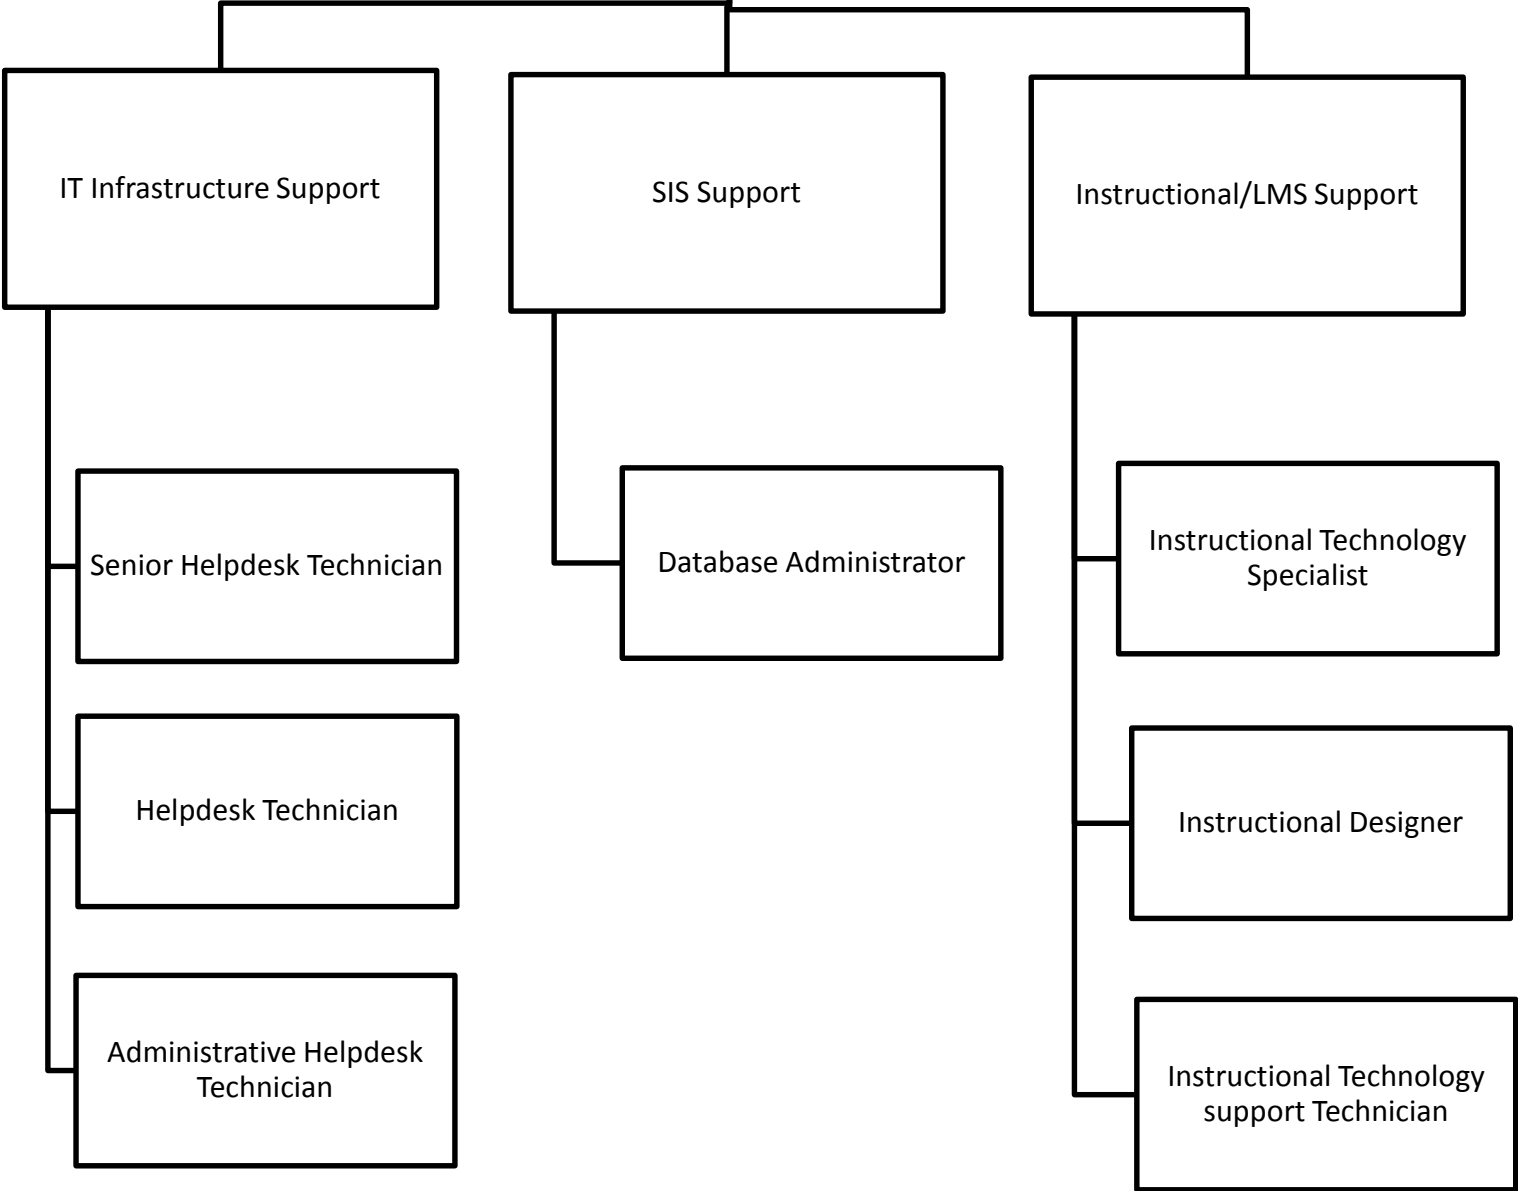 IT Infrastructure Support
SIS Support
Instructional/LMS Support
Senior Helpdesk Technician
Database Administrator
Instructional Technology
Specialist
Helpdesk Technician
Instructional Designer
Administrative Helpdesk
Technician
Instructional Technology
support Technician